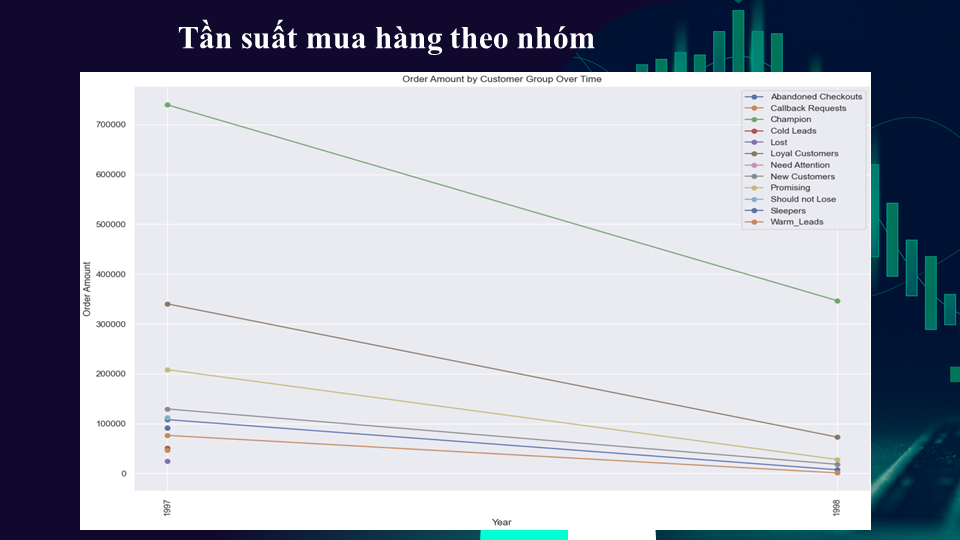 Tần suất mua hàng theo nhóm
Order Amount by Customer Group Over Time
Abandoned Checkouts
Callback Requests
Champion
Cold Leads
Lost
Loyal Customers
Need Attention
New Customers
Promising
Should not Lose
Sleepers
Warm_Leads
Order Amount
700000
600000
500000
400000
300000
200000
100000
0
1997
1998
Year